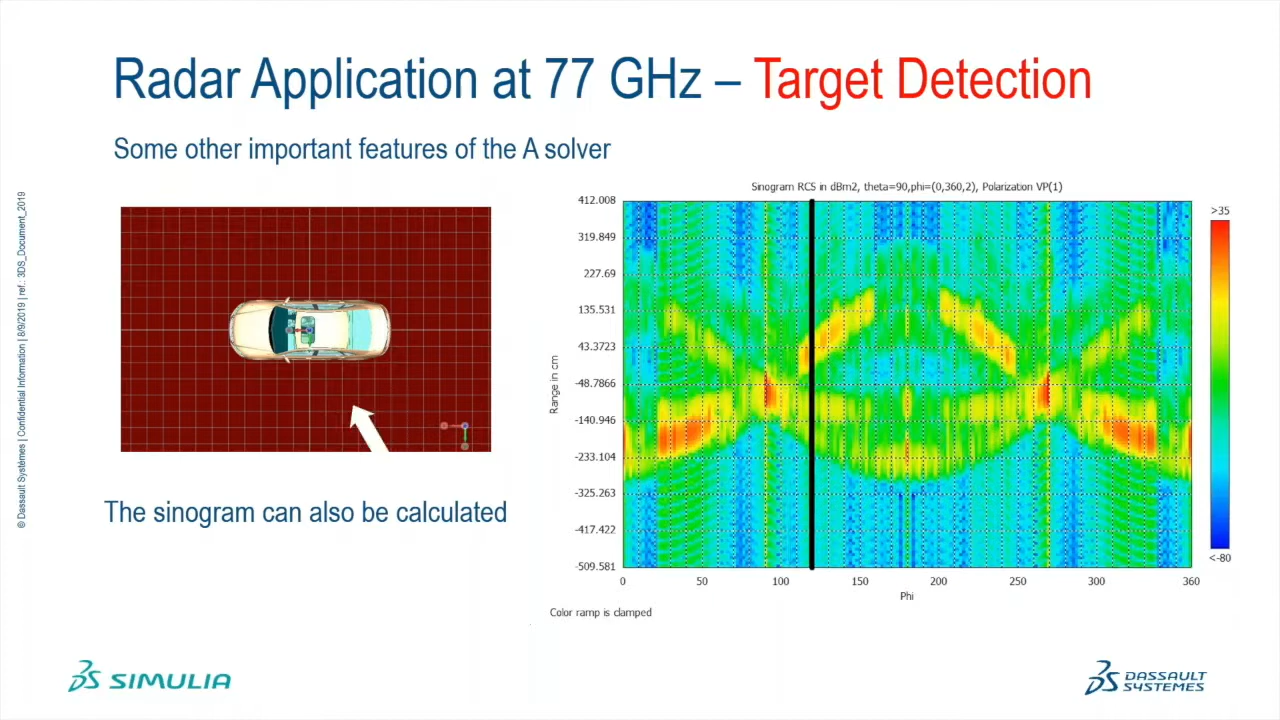 Radar Application at 77 GHz – Target Detection
Some other important features of the A solver
© Dassault Systèmes | Confidential Information | 8/9/2019 | ref.: 3DS_Document_2019
The sinogram can also be calculated
Sinogram RCS in dBm2, theta=90,phi=(0,360,2), Polarization VP(1)
412.008
319.849
227.69
135.531
43.3723
-48.7866
-140.946
-233.104
-325.263
-417.422
-509.581
Range in cm
0 50 100 150 200 250 300 360
Phi
>35
<-80
Color ramp is clamped
SIMULIA
DASSAULT
SYSTEMES